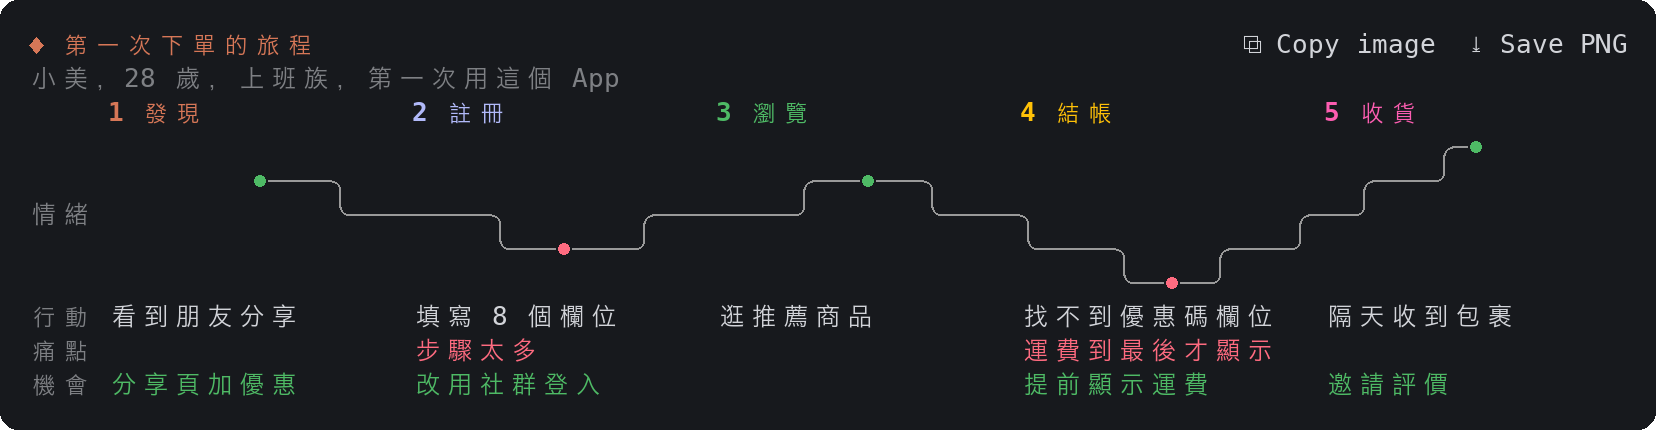 ◆ 第一次下單的旅程
Copy image
Save PNG
小美, 28 歲, 上班族, 第一次用這個 App
1 發現 2 註冊 3 瀏覽 4 結帳 5 收貨
情緒
行動 看到朋友分享 填寫 8 個欄位 逛推薦商品 找不到優惠碼欄位 隔天收到包裹
痛點 步驟太多 運費到最後才顯示
機會 分享頁加優惠 改用社群登入 提前顯示運費 邀請評價